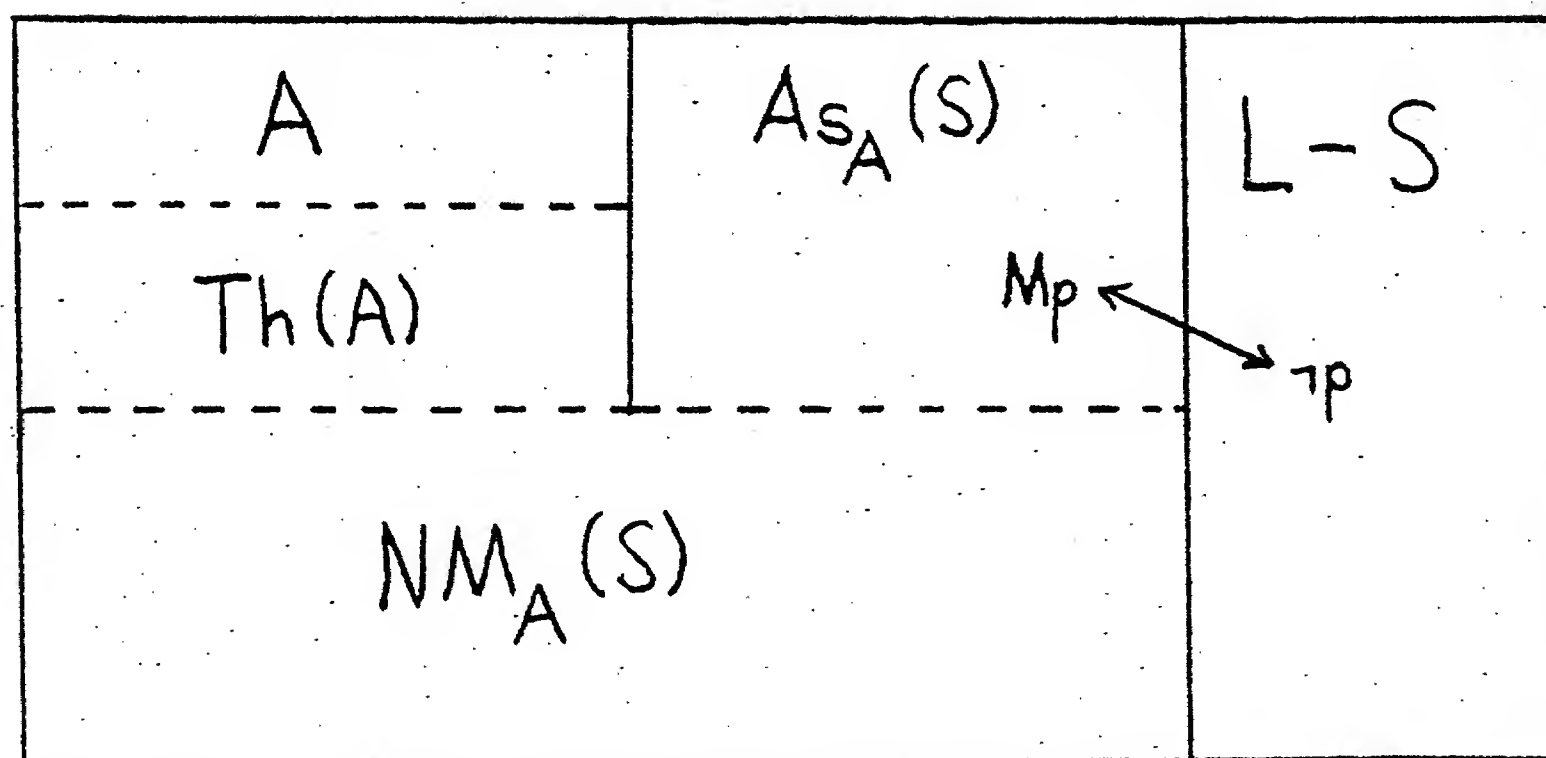 A
As_A (S)
L - S
Th(A)
Mp
¬p
NM_A (S)